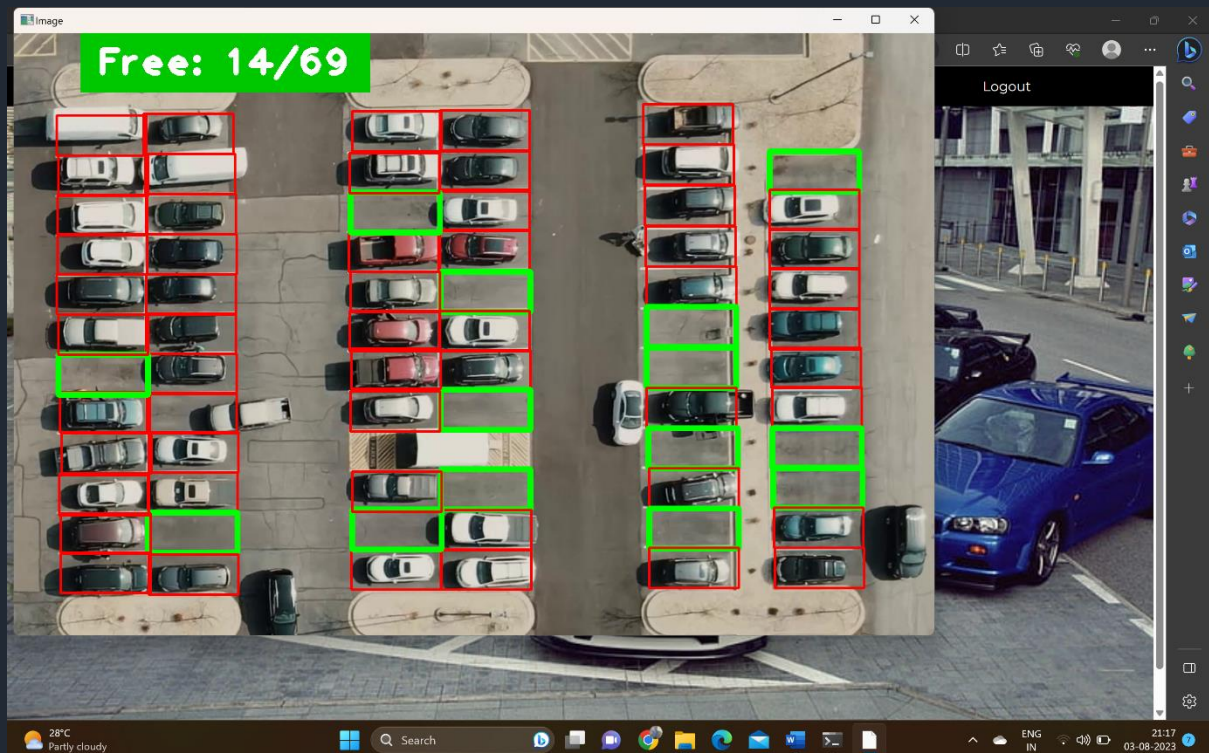 Image
Free: 14/69
Logout
28°C
Partly cloudy
Search
ENG
IN
21:17
03-08-2023